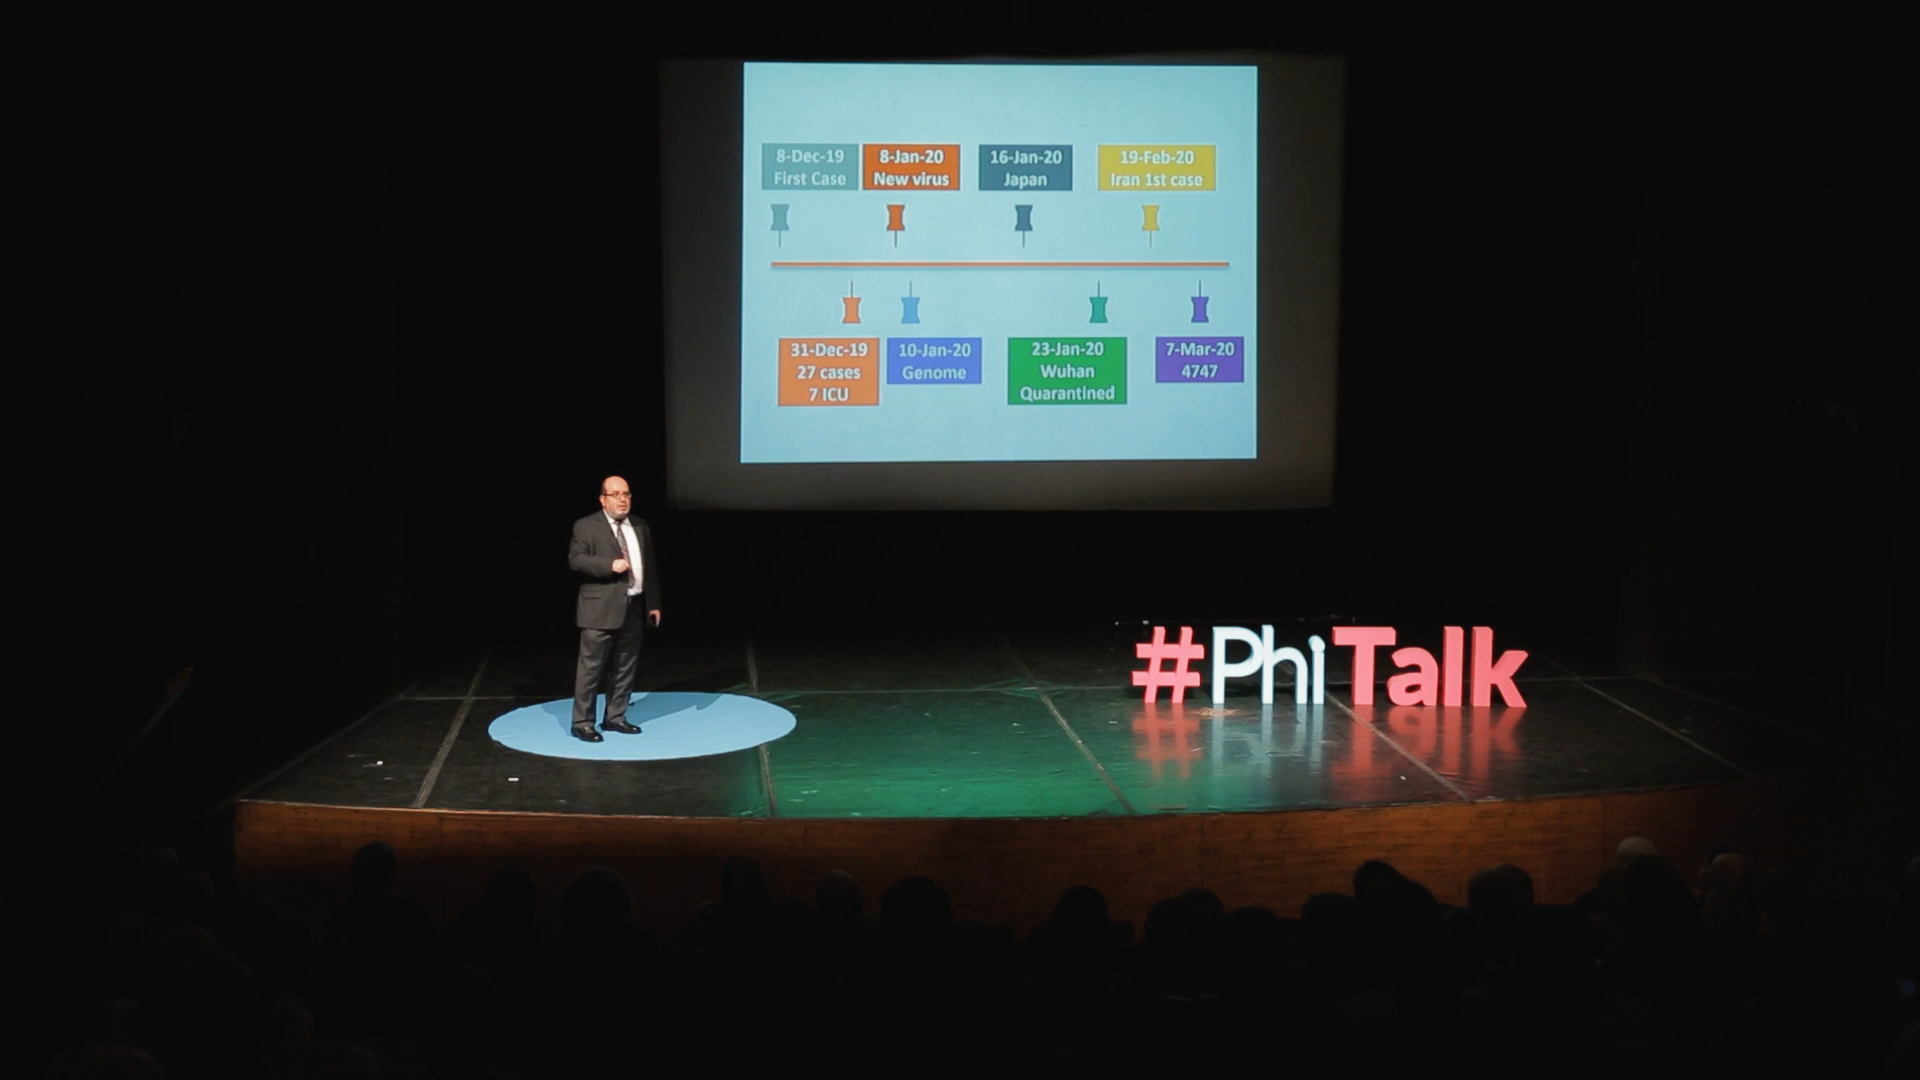 8-Dec-19
First Case
8-Jan-20
New virus
16-Jan-20
Japan
19-Feb-20
Iran 1st case
31-Dec-19
27 cases
7 ICU
10-Jan-20
Genome
23-Jan-20
Wuhan
Quarantined
7-Mar-20
4747
#PhiTalk